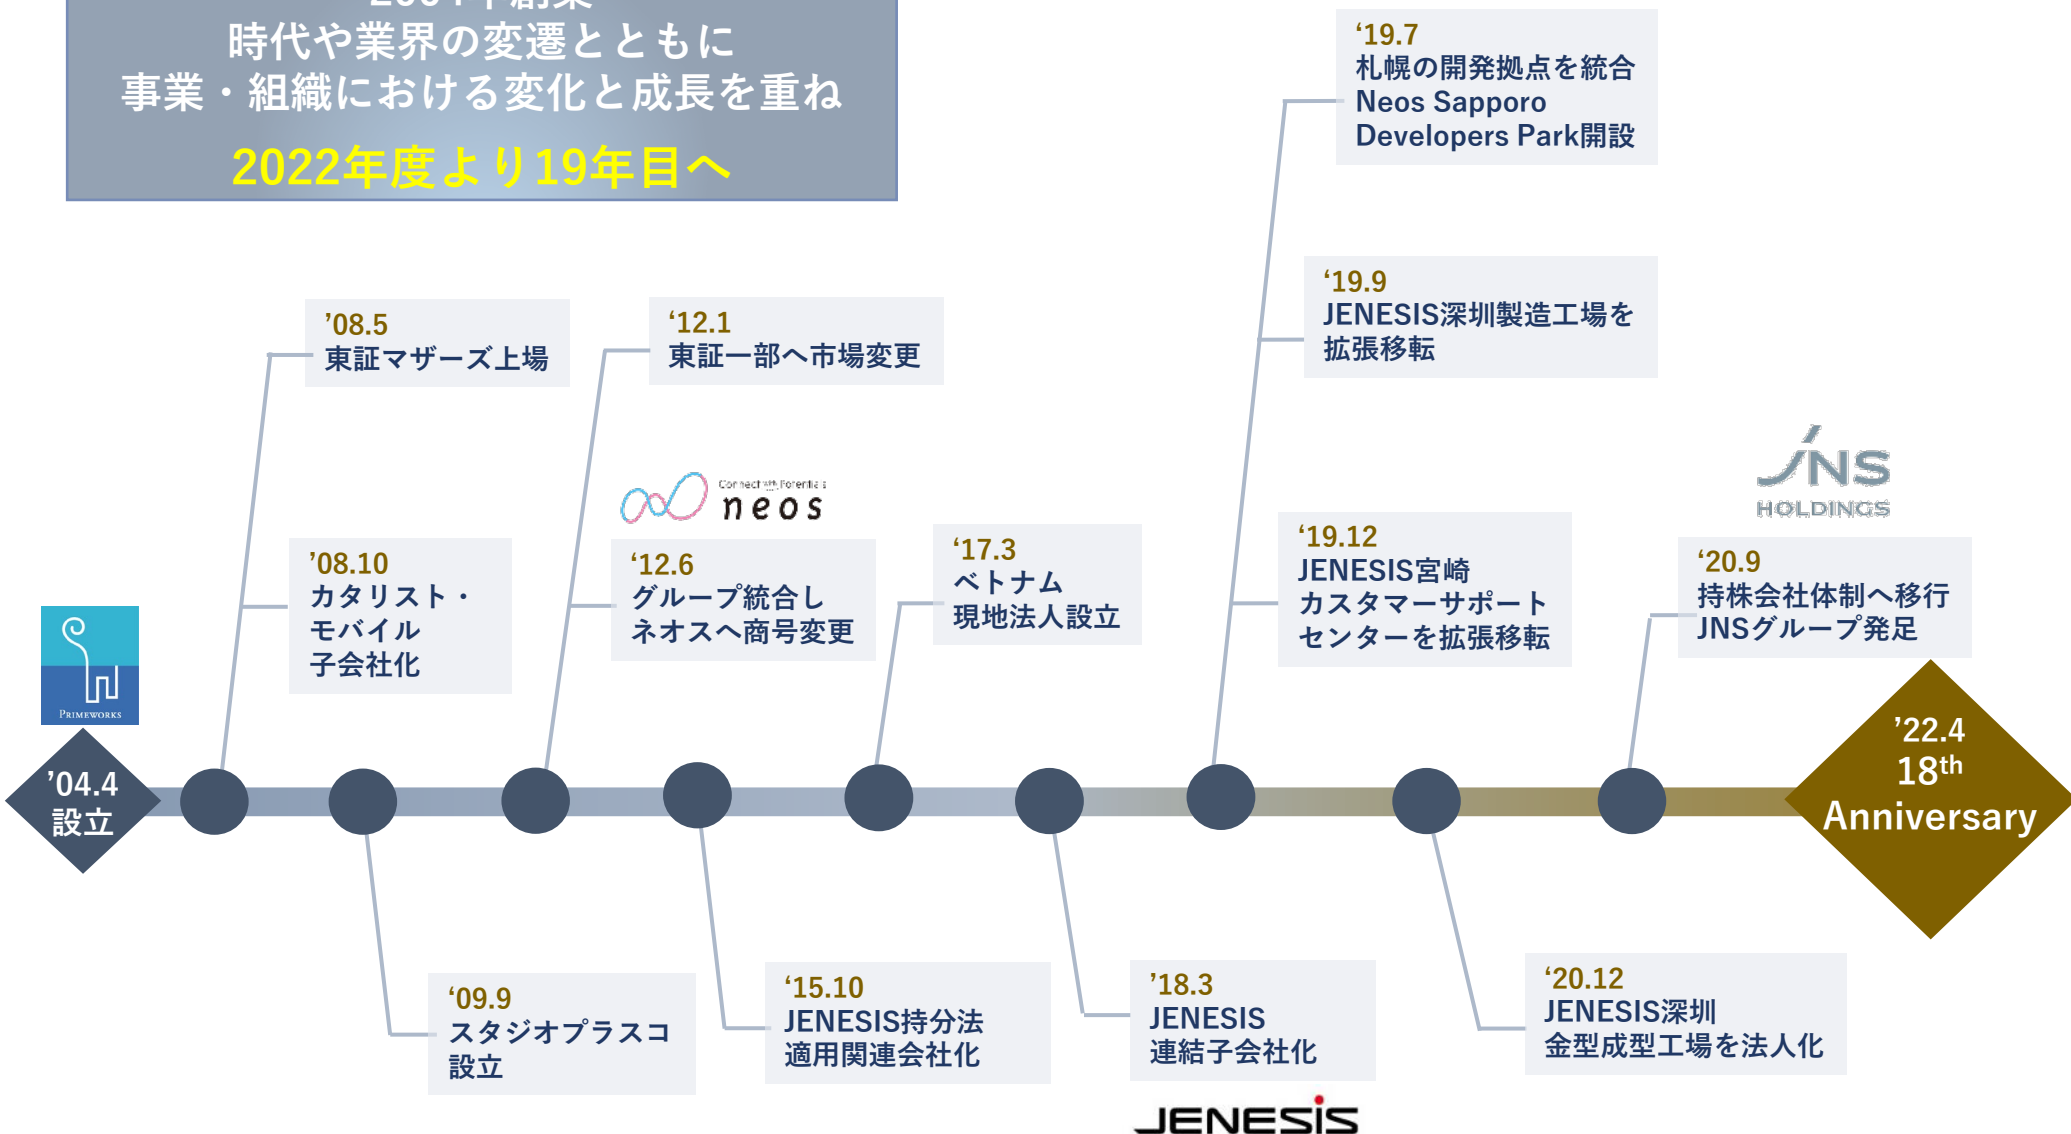 2004年創業
時代や業界の変遷とともに
事業・組織における変化と成長を重ね
2022年度より19年目へ
‘19.7
札幌の開発拠点を統合
Neos Sapporo
Developers Park開設
‘19.9
JENESIS深圳製造工場を
拡張移転
’08.5
東証マザーズ上場
‘12.1
東証一部へ市場変更
neos
JNS
HOLDINGS
’08.10
カタリスト・
モバイル
子会社化
‘12.6
グループ統合し
ネオスへ商号変更
‘17.3
ベトナム
現地法人設立
‘19.12
JENESIS宮崎
カスタマーサポート
センターを拡張移転
‘20.9
持株会社体制へ移行
JNSグループ発足
PRIMEWORKS
’04.4
設立
’22.4
18th
Anniversary
‘09.9
スタジオプラスコ
設立
‘15.10
JENESIS持分法
適用関連会社化
’18.3
JENESIS
連結子会社化
‘20.12
JENESIS深圳
金型成型工場を法人化
JENESIS